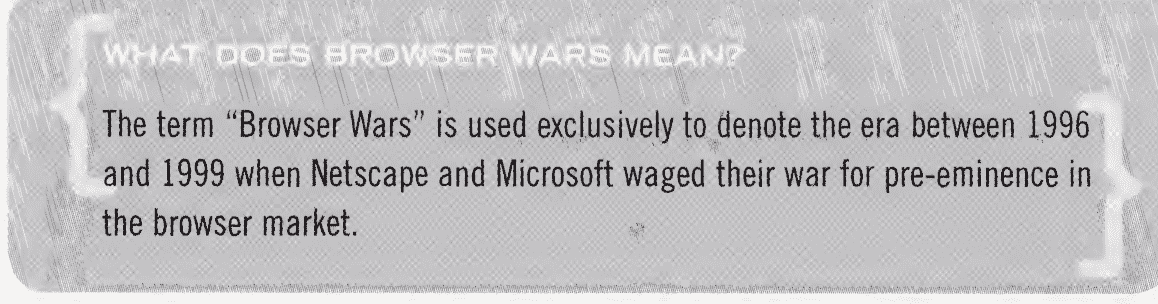 WHAT DOES BROWSER WARS MEAN?
The term “Browser Wars” is used exclusively to denote the era between 1996
and 1999 when Netscape and Microsoft waged their war for pre-eminence in
the browser market.